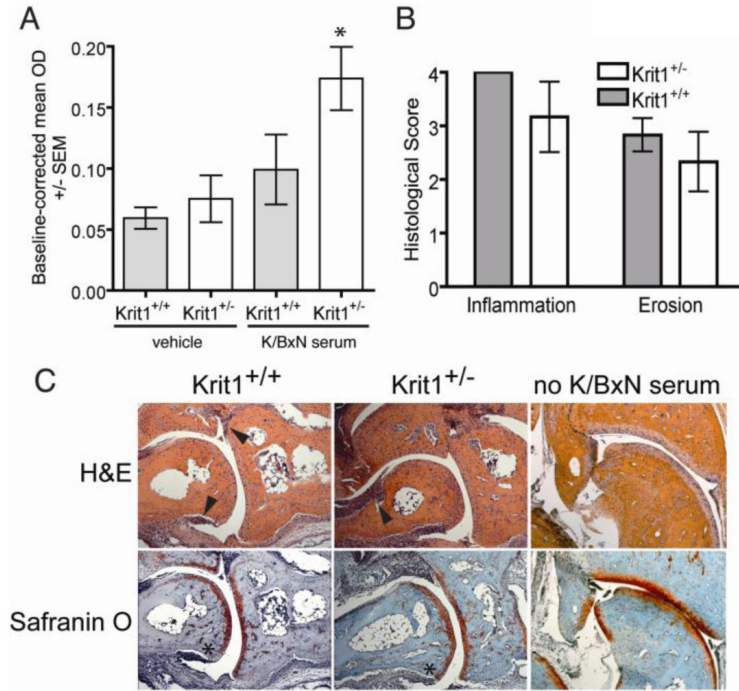 A
Baseline-corrected mean OD
+/- SEM
0.20
0.15
0.10
0.05
0.00
*
Krit1+/+
Krit1+/-
Krit1+/+
Krit1+/-
vehicle
K/BxN serum
B
Histological Score
4
3
2
1
0
Krit1+/-
Krit1+/+
Inflammation
Erosion
C
Krit1+/+
Krit1+/-
no K/BxN serum
H&E
Safranin O
*
*